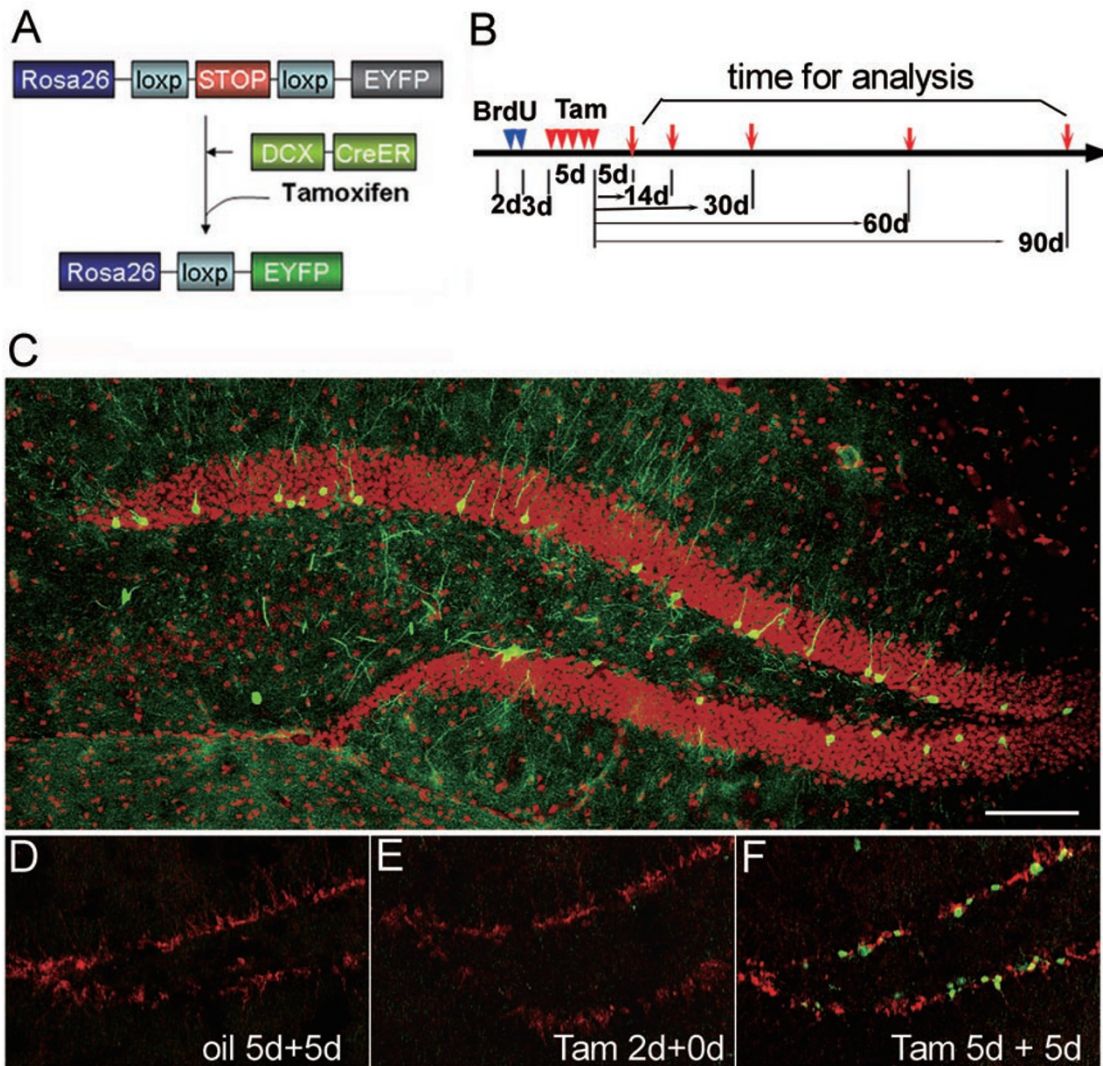 A
Rosa26 loxp STOP loxp EYFP
DCX CreER
Tamoxifen
Rosa26 loxp EYFP
B
time for analysis
BrdU Tam
5d 5d
2d 3d 14d
30d
60d
90d
C
D
oil 5d+5d
E
Tam 2d+0d
F
Tam 5d + 5d